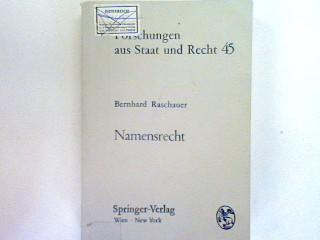 Forschungen
aus Staat und Recht 45
Bernhard Raschauer
Namensrecht
Springer-Verlag
Wien - New York